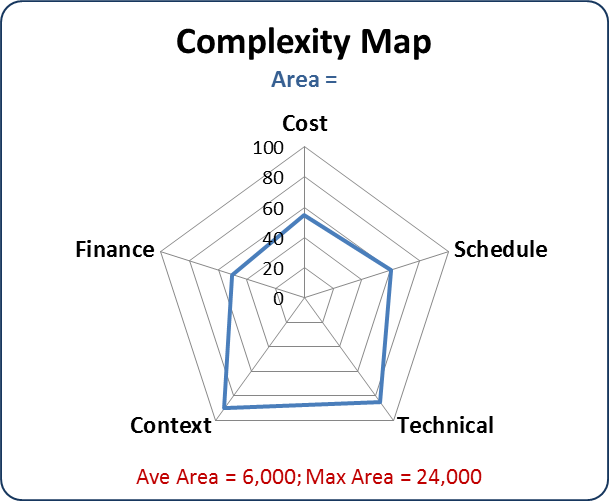 Complexity Map
Area =
Cost
100
80
60
40
20
0
Finance
Schedule
Context
Technical
Ave Area = 6,000; Max Area = 24,000